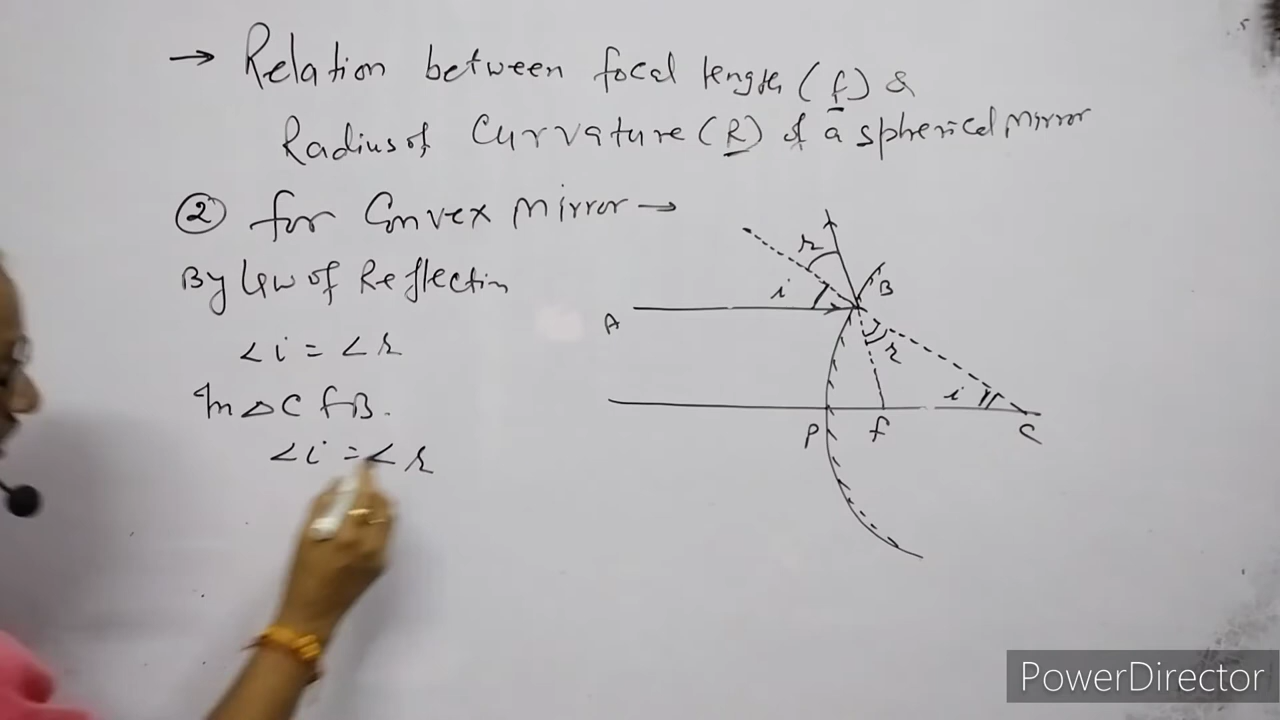 → Relation between focal length (f) &
Radius of Curvature (R) of a spherical mirror
② for Convex Mirror →
By Law of Reflection
∠i = ∠r
In △CFB.
∠i = ∠r
r
i
B
A
r
i
P
f
C
PowerDirector